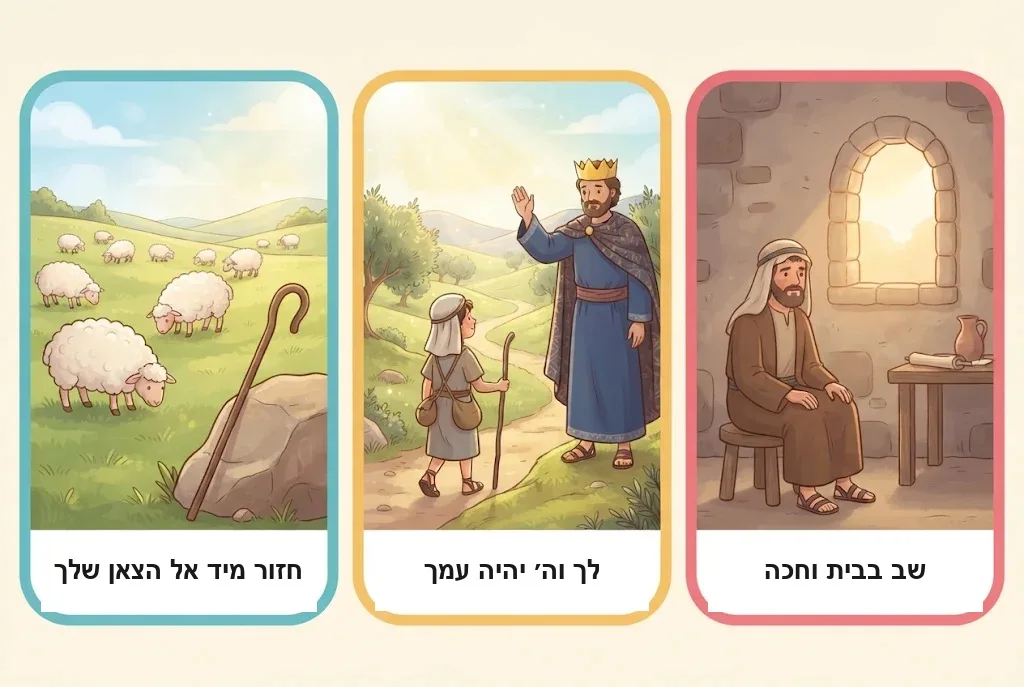 שב בבית וחכה
לך וה׳ יהיה עמך
חזור מיד אל הצאן שלך